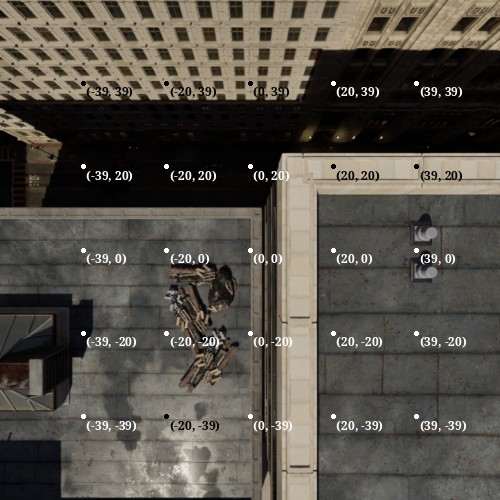 (-39, 39) (-20, 39) (0, 39) (20, 39) (39, 39)
(-39, 20) (-20, 20) (0, 20) (20, 20) (39, 20)
(-39, 0) (-20, 0) (0, 0) (20, 0) (39, 0)
(-39, -20) (-20, -20) (0, -20) (20, -20) (39, -20)
(-39, -39) (-20, -39) (0, -39) (20, -39) (39, -39)